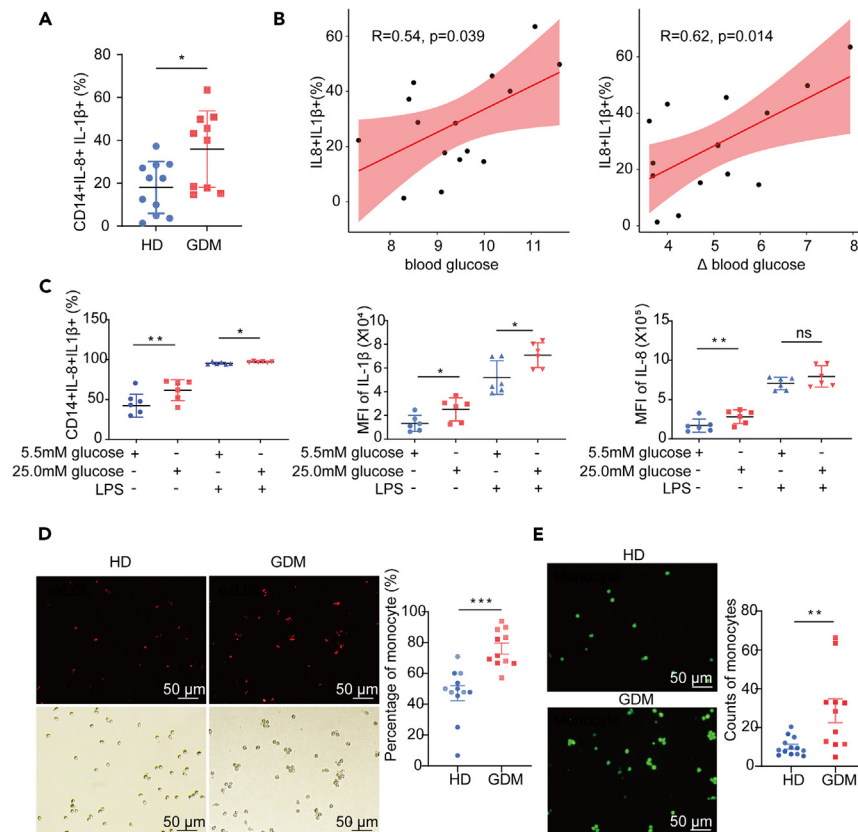 A
CD14+IL-8+ IL-1β+ (%)
80
60
40
20
0
*
HD
GDM
B
R=0.54, p=0.039
IL8+IL1β+(%)
60
40
20
0
8
9
10
11
blood glucose
R=0.62, p=0.014
IL8+IL1β+(%)
60
40
20
0
4
5
6
7
8
Δ blood glucose
C
CD14+IL-8+IL1β+ (%)
150
100
50
0
**
*
5.5mM glucose + - + -
25.0mM glucose - + - +
LPS - - + +
MFI of IL-1β (X10⁴)
10
8
6
4
2
0
*
*
5.5mM glucose + - + -
25.0mM glucose - + - +
LPS - - + +
MFI of IL-8 (X10⁵)
20
15
10
5
0
**
ns
5.5mM glucose + - + -
25.0mM glucose - + - +
LPS - - + +
D
HD
GDM
50 μm
50 μm
50 μm
50 μm
Percentage of monocyte (%)
100
80
60
40
20
0
***
HD
GDM
E
HD
50 μm
GDM
Monocyte
50 μm
Counts of monocytes
80
60
40
20
0
**
HD
GDM